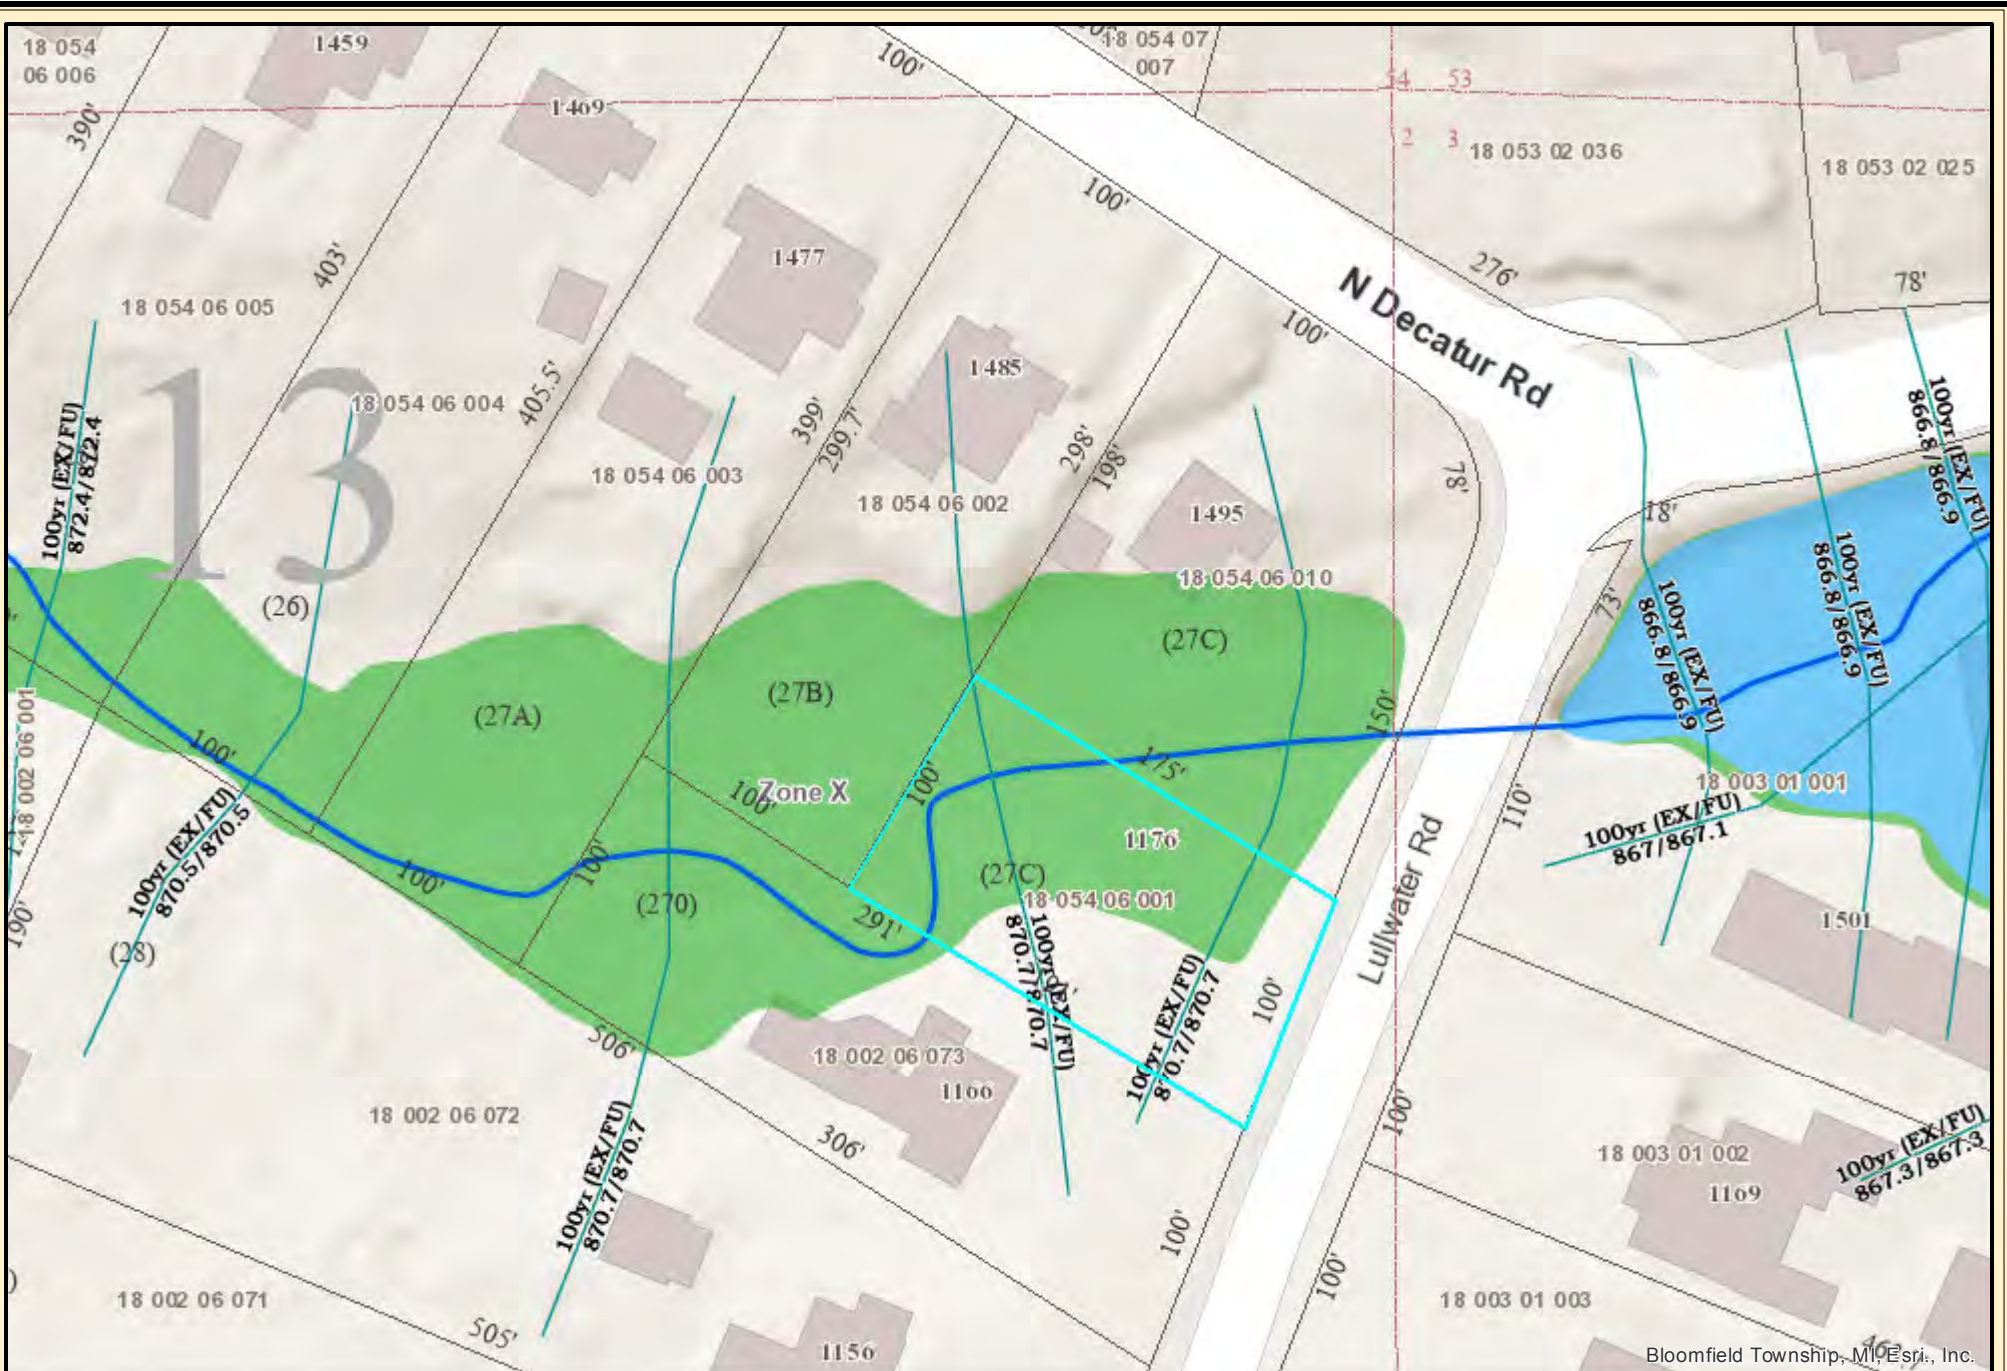 18 054
06 006
1459
100'
18 054 07
007
54 53
2 3
390'
1469
18 053 02 036
18 053 02 025
100'
276'
78'
N Decatur Rd
1477
403'
18 054 06 005
100'
1485
405.5'
18 054 06 004
13
399'
299.7'
298'
198'
18 054 06 003
18 054 06 002
78'
1495
18'
100yr (EX/FU)
872.4/872.4
100yr (EX/FU)
866.8/866.9
100yr (EX/FU)
866.8/866.9
100yr (EX/FU)
866.8/866.9
18 054 06 010
(26)
73'
(27C)
(27A)
(27B)
150'
18 002 06 001
100'
175'
Zone X
100'
100'
18 003 01 001
110'
100yr (EX/FU)
867/867.1
1176
100yr (EX/FU)
870.5/870.5
100'
100'
(27C)
18 054 06 001
(270)
291'
Lullwater Rd
190'
(28)
1501
100yr (EX/FU)
870.7/870.7
100yr (EX/FU)
870.7/870.7
100'
506'
18 002 06 073
1166
18 002 06 072
306'
100'
100yr (EX/FU)
870.7/870.7
18 003 01 002
1169
100yr (EX/FU)
867.3/867.3
100'
100'
18 002 06 071
505'
1156
18 003 01 003
Bloomfield Township, MI, Esri., Inc.